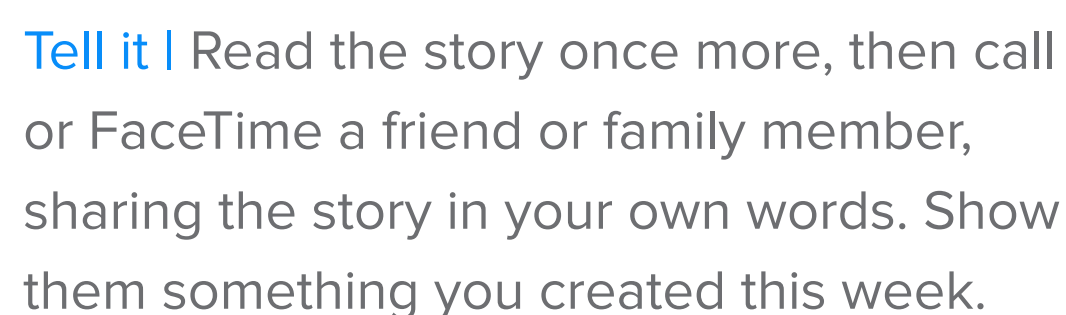 Tell it | Read the story once more, then call
or FaceTime a friend or family member,
sharing the story in your own words. Show
them something you created this week.